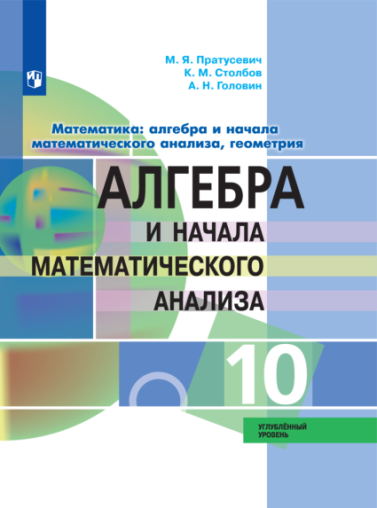 М. Я. Пратусевич
К. М. Столбов
А. Н. Головин
Математика: алгебра и начала
математического анализа, геометрия
АЛГЕБРА
И НАЧАЛА
МАТЕМАТИЧЕСКОГО
АНАЛИЗА
10
УГЛУБЛЁННЫЙ
УРОВЕНЬ